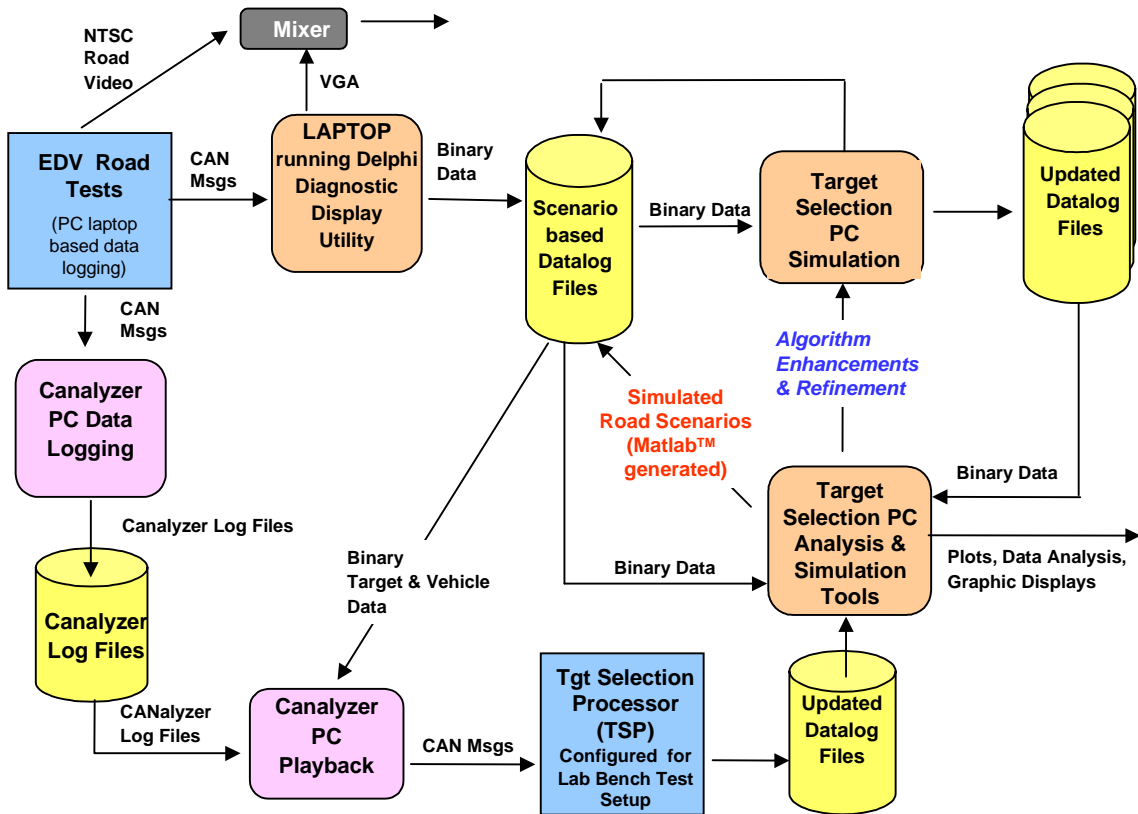 NTSC
Road
Video
Mixer
VGA
EDV Road
Tests
(PC laptop
based data
logging)
CAN
Msgs
LAPTOP
running Delphi
Diagnostic
Display
Utility
Binary
Data
Scenario
based
Datalog
Files
Binary Data
Target
Selection
PC
Simulation
Updated
Datalog
Files
CAN
Msgs
Canalyzer
PC Data
Logging
Simulated
Road Scenarios
(Matlab™
generated)
Algorithm
Enhancements
& Refinement
Binary Data
Target
Selection PC
Analysis &
Simulation
Tools
Plots, Data Analysis,
Graphic Displays
Canalyzer Log Files
Canalyzer
Log Files
Binary
Target & Vehicle
Data
Binary Data
CANalyzer
Log Files
Canalyzer
PC
Playback
CAN Msgs
Tgt Selection
Processor
(TSP)
Configured for
Lab Bench Test
Setup
Updated
Datalog
Files